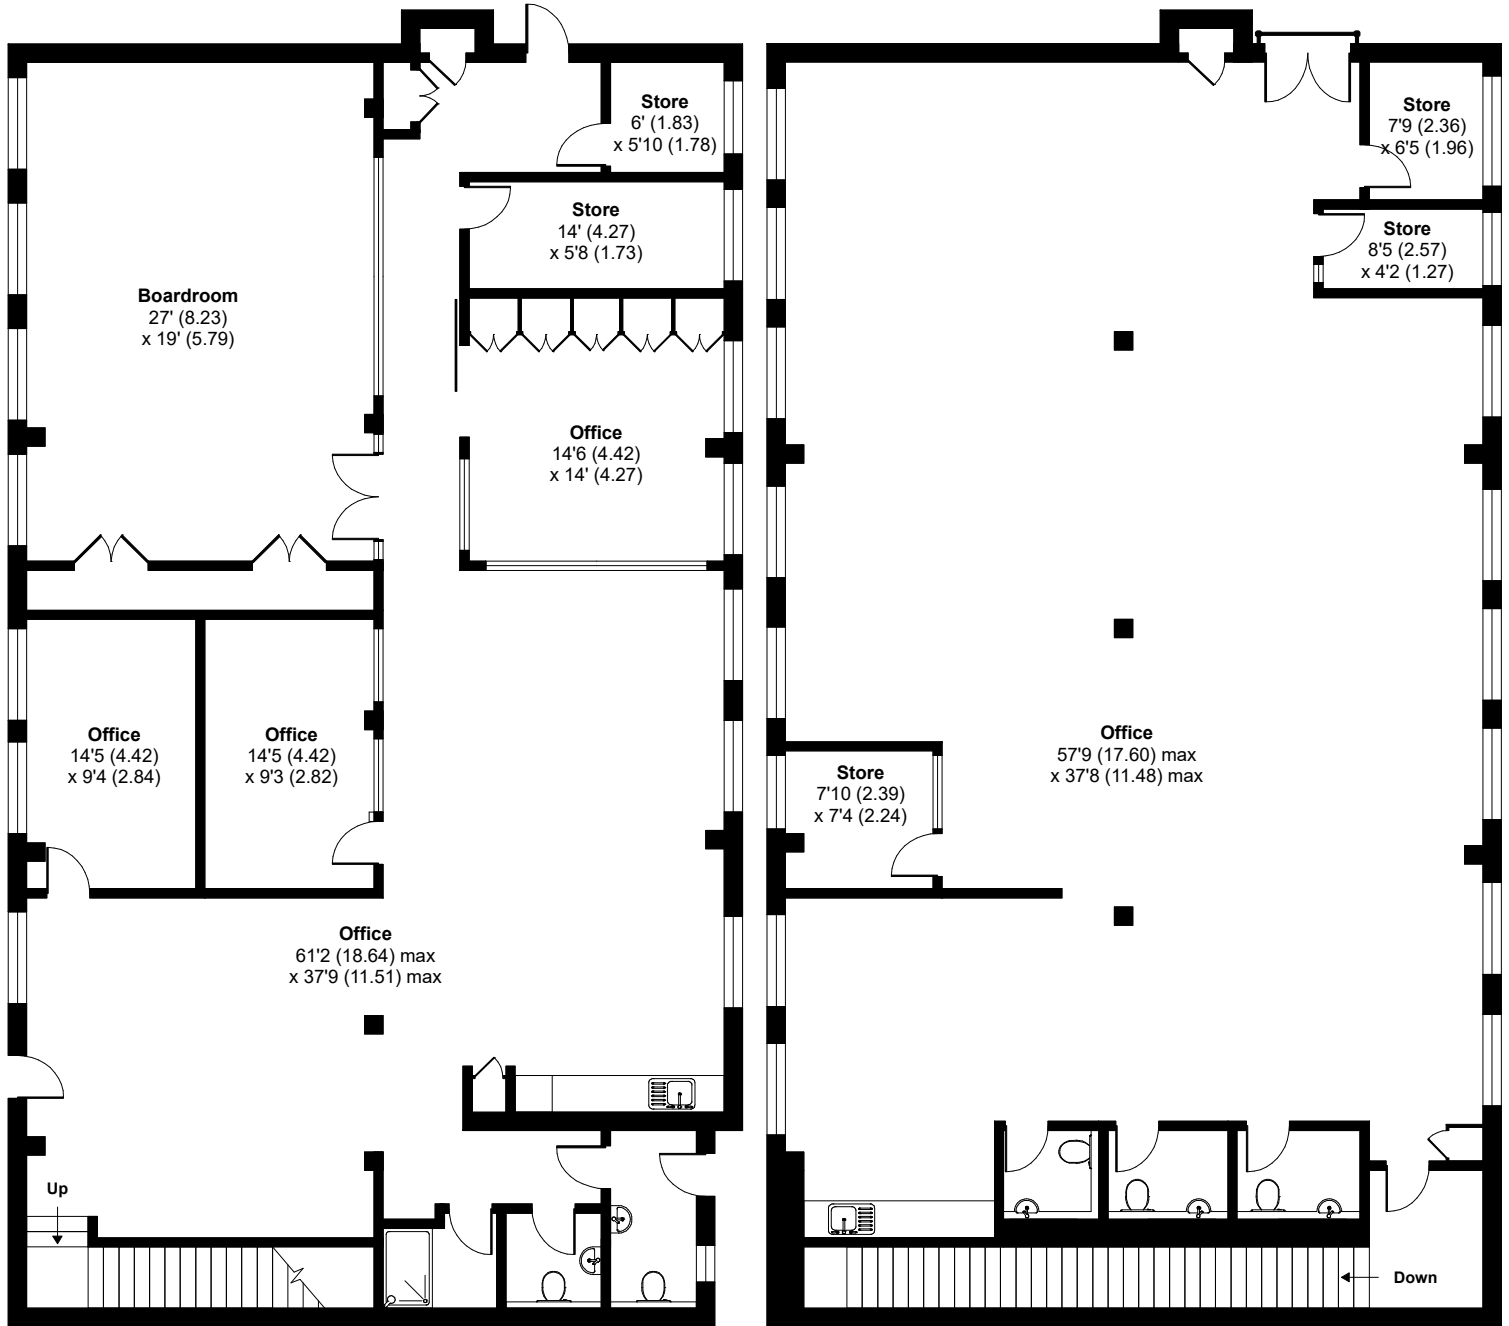 Store
6' (1.83)
x 5'10 (1.78)
Store
14' (4.27)
x 5'8 (1.73)
Boardroom
27' (8.23)
x 19' (5.79)
Office
14'6 (4.42)
x 14' (4.27)
Office
14'5 (4.42)
x 9'4 (2.84)
Office
14'5 (4.42)
x 9'3 (2.82)
Office
61'2 (18.64) max
x 37'9 (11.51) max
Up
Store
7'9 (2.36)
x 6'5 (1.96)
Store
8'5 (2.57)
x 4'2 (1.27)
Office
57'9 (17.60) max
x 37'8 (11.48) max
Store
7'10 (2.39)
x 7'4 (2.24)
Down